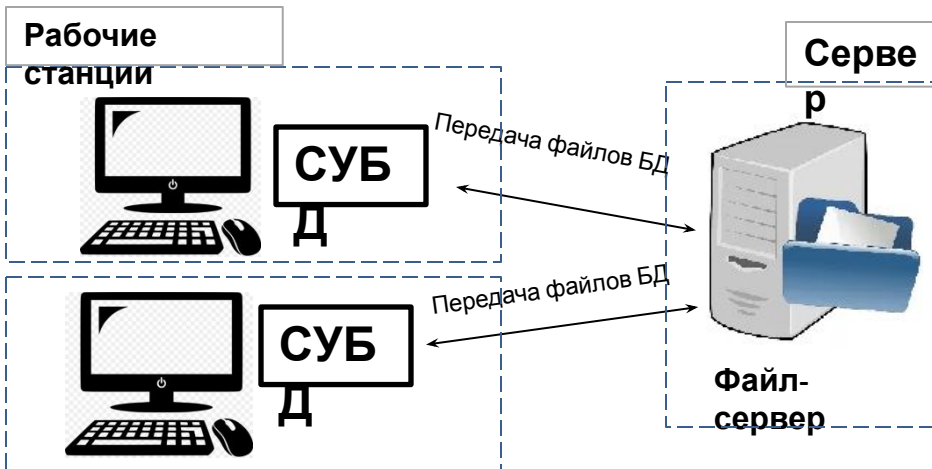 Рабочие
станции
Серве
р
Передача файлов БД
СУБ
Д
Передача файлов БД
СУБ
Д
Файл-
сервер